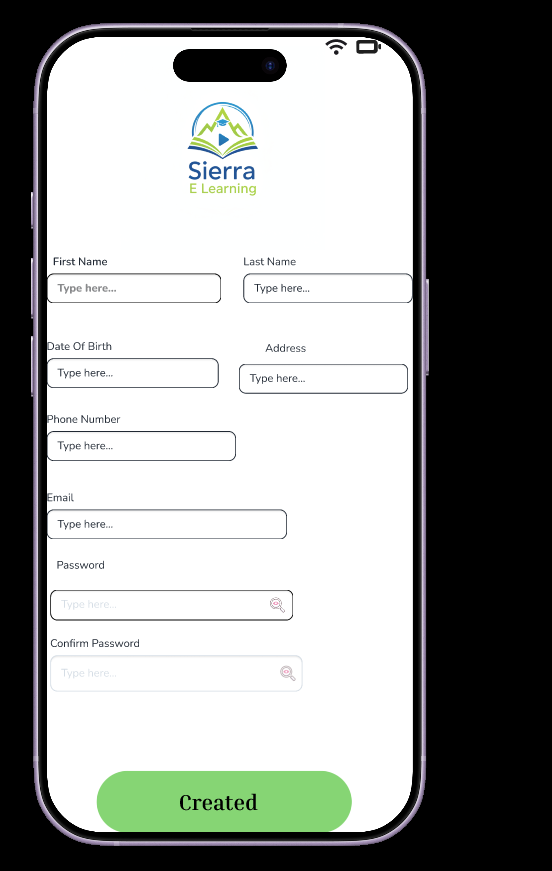 Sierra
E Learning
First Name Last Name
Type here... Type here...
Date Of Birth Address
Type here... Type here...
Phone Number
Type here...
Email
Type here...
Password
Type here...
Confirm Password
Type here...
Created